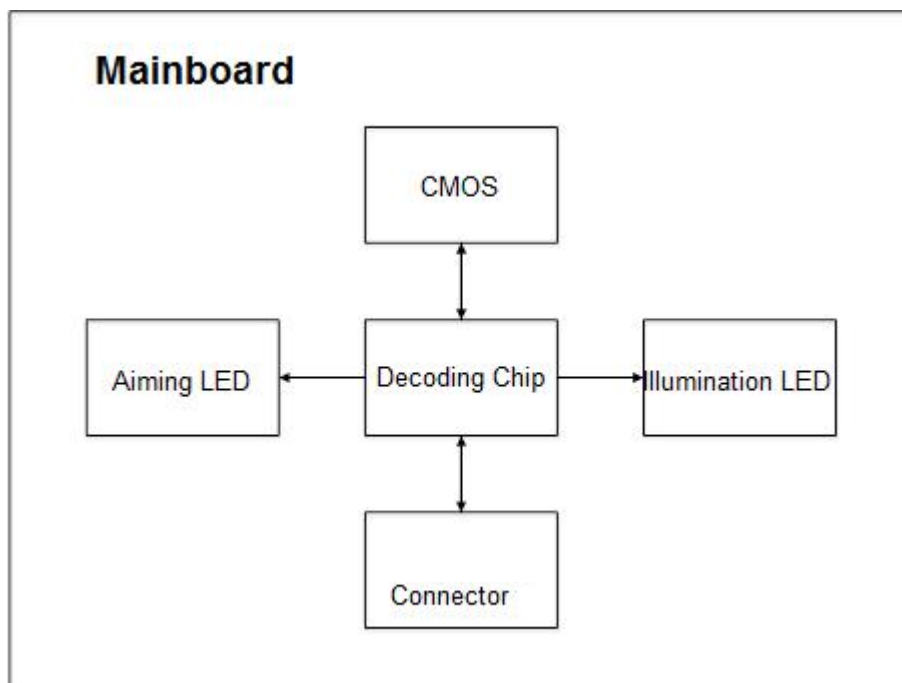 Mainboard
CMOS
Aiming LED
Decoding Chip
Illumination LED
Connector